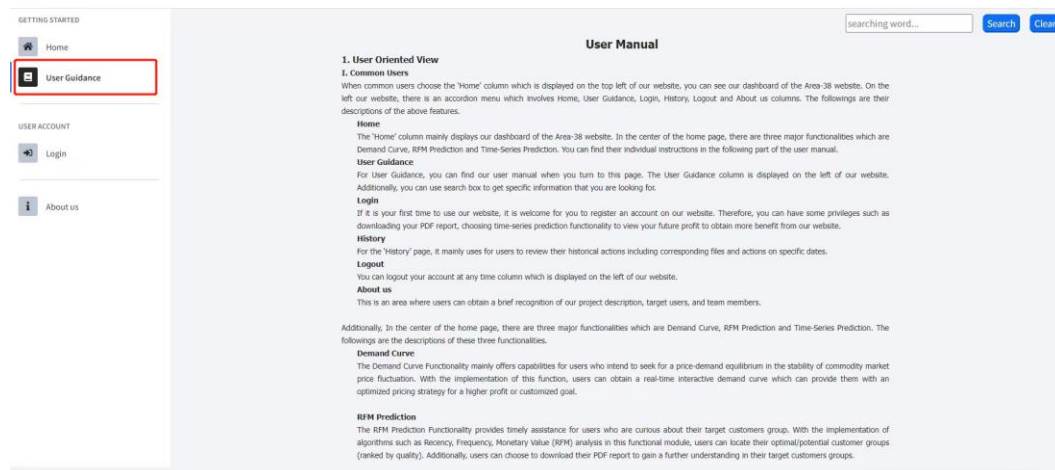 GETTING STARTED
Home
User Guidance
USER ACCOUNT
Login
About us
searching word...
Search
Clear
User Manual
1. User Oriented View
I. Common Users
When common users choose the 'Home' column which is displayed on the top left of our website, you can see our dashboard of the Area-38 website. On the
left our website, there is an accordion menu which involves Home, User Guidance, Login, History, Logout and About us columns. The followings are their
descriptions of the above features.
Home
The 'Home' column mainly displays our dashboard of the Area-38 website. In the center of the home page, there are three major functionalities which are
Demand Curve, RFM Prediction and Time-Series Prediction. You can find their individual instructions in the following part of the user manual.
User Guidance
For User Guidance, you can find our user manual when you turn to this page. The User Guidance column is displayed on the left of our website.
Additionally, you can use search box to get specific information that you are looking for.
Login
If it is your first time to use our website, it is welcome for you to register an account on our website. Therefore, you can have some privileges such as
downloading your PDF report, choosing time-series prediction functionality to view your future profit to obtain more benefit from our website.
History
For the 'History' page, it mainly uses for users to review their historical actions including corresponding files and actions on specific dates.
Logout
You can logout your account at any time column which is displayed on the left of our website.
About us
This is an area where users can obtain a brief recognition of our project description, target users, and team members.
Additionally, In the center of the home page, there are three major functionalities which are Demand Curve, RFM Prediction and Time-Series Prediction. The
followings are the descriptions of these three functionalities.
Demand Curve
The Demand Curve Functionality mainly offers capabilities for users who intend to seek for a price-demand equilibrium in the stability of commodity market
price fluctuation. With the implementation of this function, users can obtain a real-time interactive demand curve which can provide them with an
optimized pricing strategy for a higher profit or customized goal.
RFM Prediction
The RFM Prediction Functionality provides timely assistance for users who are curious about their target customers group. With the implementation of
algorithms such as Recency, Frequency, Monetary Value (RFM) analysis in this functional module, users can locate their optimal/potential customer groups
(ranked by quality). Additionally, users can choose to download their PDF report to gain a further understanding in their target customers groups.